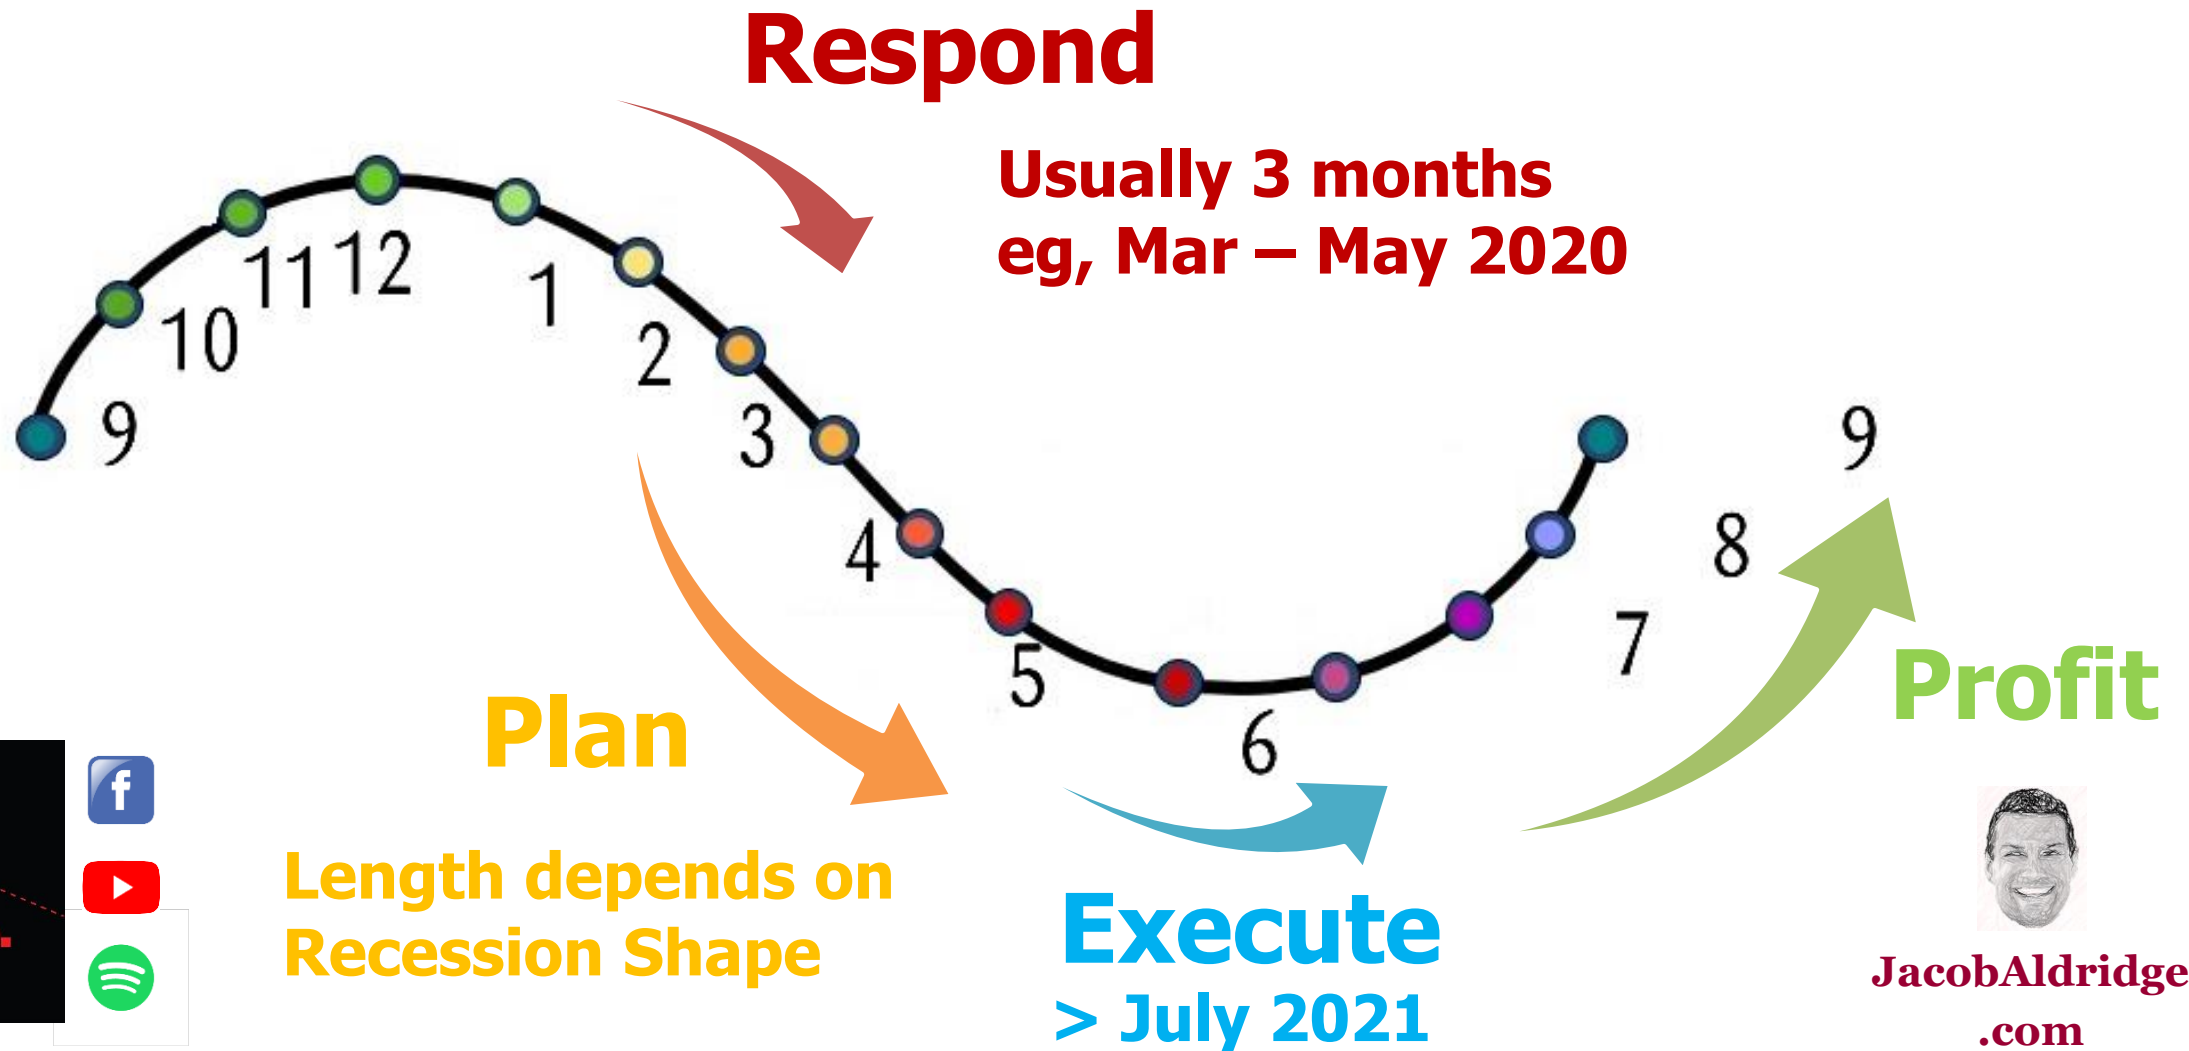 Respond
Usually 3 months
eg, Mar – May 2020
9
10
11
12
1
2
3
4
5
6
7
8
9
Plan
Length depends on
Recession Shape
Execute
> July 2021
Profit
f
JacobAldridge
.com